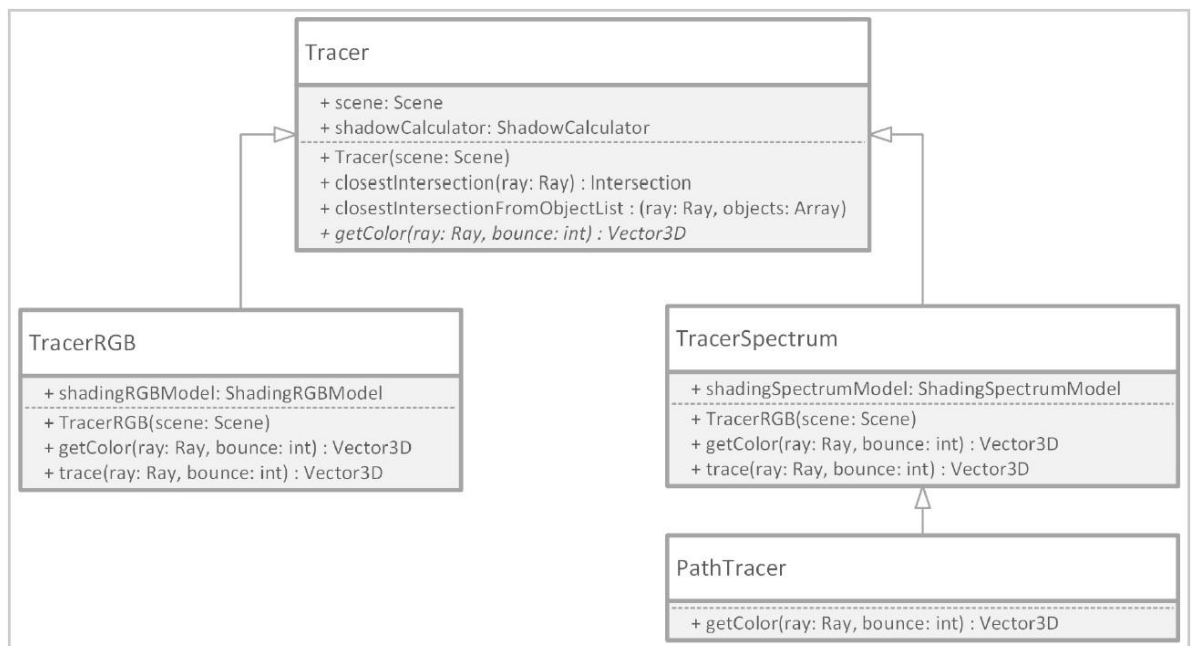 Tracer
+ scene: Scene
+ shadowCalculator: ShadowCalculator
+ Tracer(scene: Scene)
+ closestIntersection(ray: Ray) : Intersection
+ closestIntersectionFromObjectList : (ray: Ray, objects: Array)
+ getColor(ray: Ray, bounce: int) : Vector3D
TracerRGB
+ shadingRGBModel: ShadingRGBModel
+ TracerRGB(scene: Scene)
+ getColor(ray: Ray, bounce: int) : Vector3D
+ trace(ray: Ray, bounce: int) : Vector3D
TracerSpectrum
+ shadingSpectrumModel: ShadingSpectrumModel
+ TracerRGB(scene: Scene)
+ getColor(ray: Ray, bounce: int) : Vector3D
+ trace(ray: Ray, bounce: int) : Vector3D
PathTracer
+ getColor(ray: Ray, bounce: int) : Vector3D